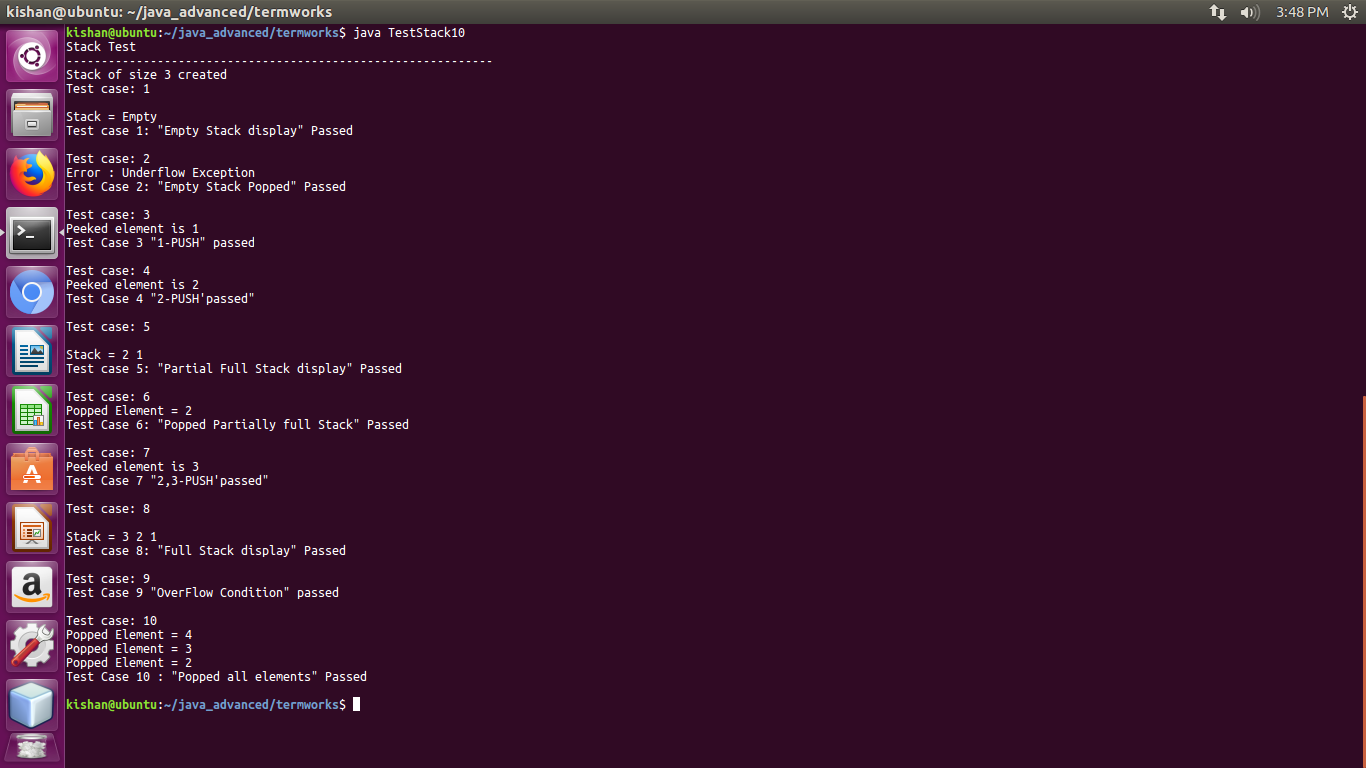 kishan@ubuntu: ~/java_advanced/termworks
3:48 PM
kishan@ubuntu:~/java_advanced/termworks$ java TestStack10
Stack Test
-------------------------------------------------------------
Stack of size 3 created
Test case: 1
Stack = Empty
Test case 1: "Empty Stack display" Passed
Test case: 2
Error : Underflow Exception
Test Case 2: "Empty Stack Popped" Passed
Test case: 3
Peeked element is 1
Test Case 3 "1-PUSH" passed
Test case: 4
Peeked element is 2
Test Case 4 "2-PUSH'passed"
Test case: 5
Stack = 2 1
Test case 5: "Partial Full Stack display" Passed
Test case: 6
Popped Element = 2
Test Case 6: "Popped Partially full Stack" Passed
Test case: 7
Peeked element is 3
Test Case 7 "2,3-PUSH'passed"
Test case: 8
Stack = 3 2 1
Test case 8: "Full Stack display" Passed
Test case: 9
Test Case 9 "OverFlow Condition" passed
Test case: 10
Popped Element = 4
Popped Element = 3
Popped Element = 2
Test Case 10 : "Popped all elements" Passed
kishan@ubuntu:~/java_advanced/termworks$